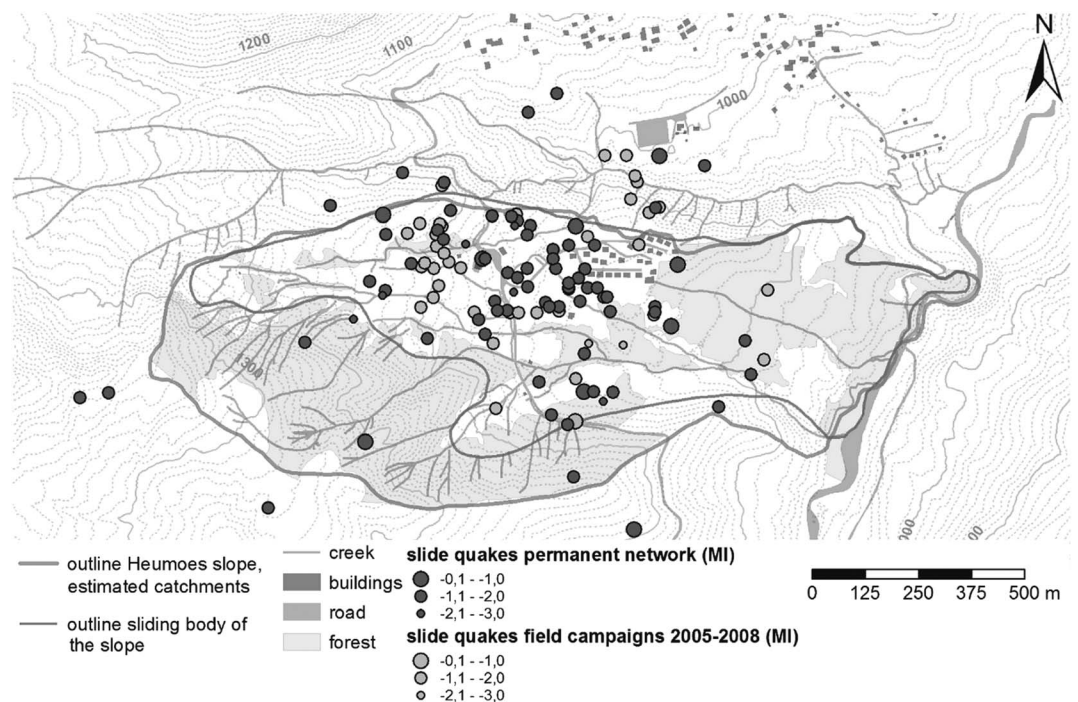 N
1200
1100
1000
1300
outline Heumoes slope,
estimated catchments
outline sliding body of
the slope
creek
buildings
road
forest
slide quakes permanent network (Ml)
-0,1 - -1,0
-1,1 - -2,0
-2,1 - -3,0
slide quakes field campaigns 2005-2008 (Ml)
-0,1 - -1,0
-1,1 - -2,0
-2,1 - -3,0
0 125 250 375 500 m